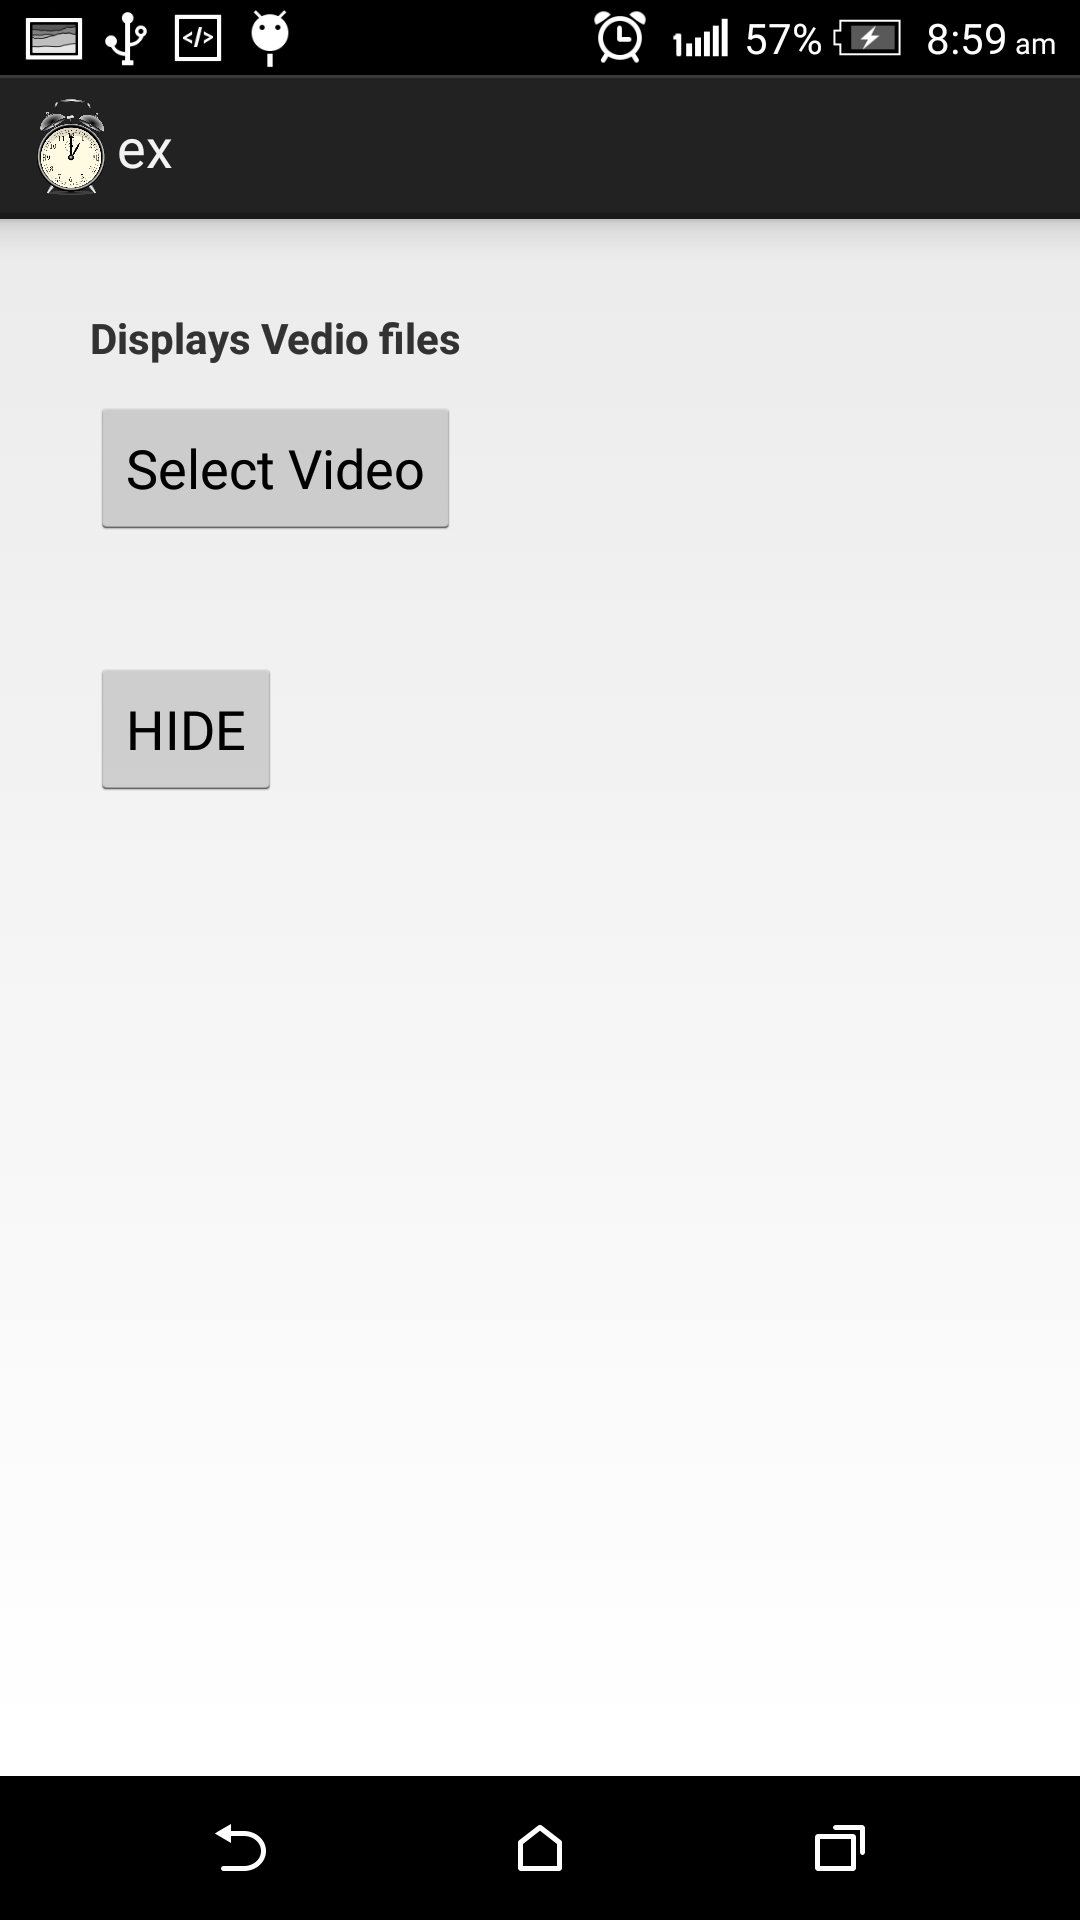 57% 8:59 am
ex
Displays Vedio files
Select Video
HIDE